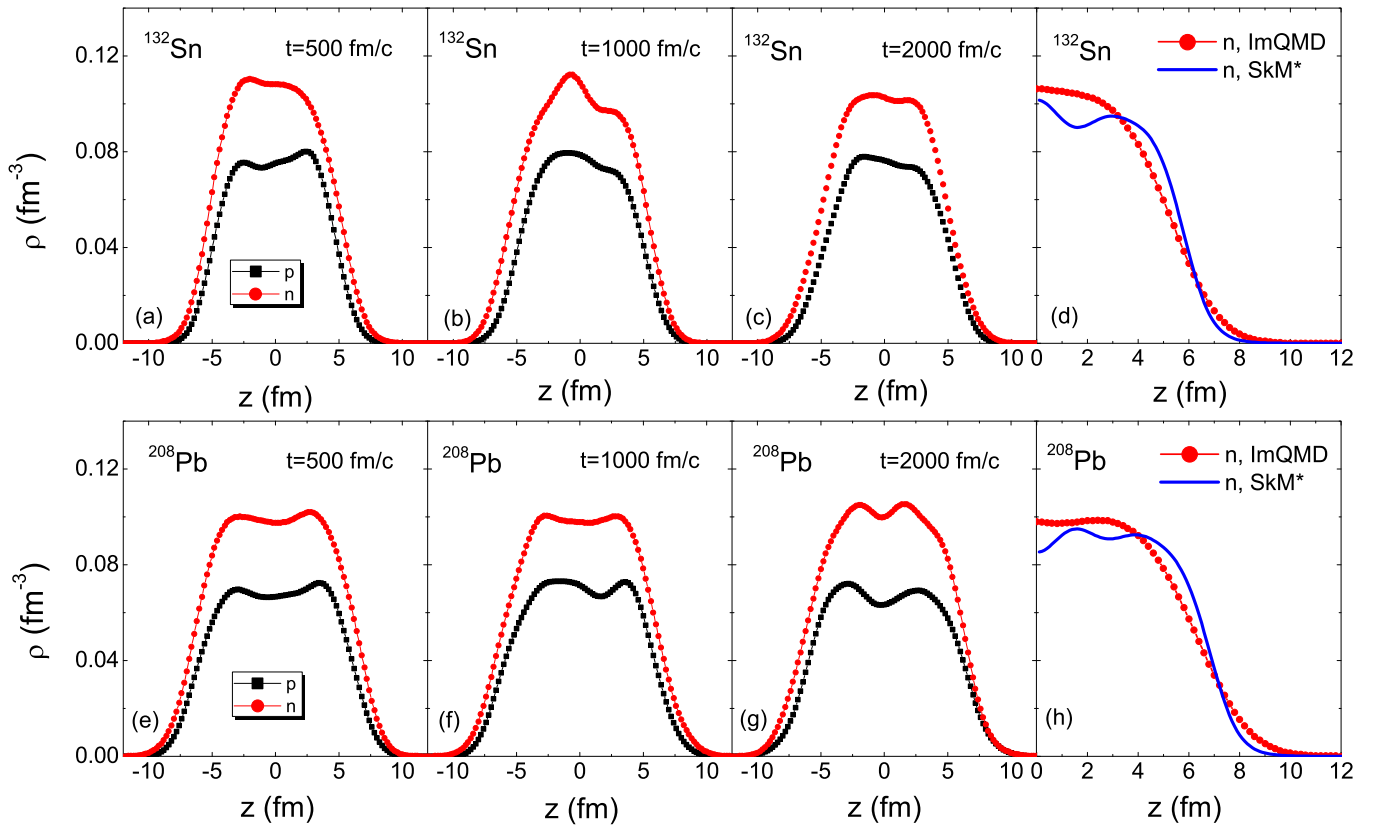 ¹³²Sn t=500 fm/c
¹³²Sn t=1000 fm/c
¹³²Sn t=2000 fm/c
¹³²Sn
n, ImQMD
n, SkM*
ρ (fm⁻³)
0.12
0.08
0.04
0.00
p
n
(a)
(b)
(c)
(d)
-10 -5 0 5 10
-10 -5 0 5 10
-10 -5 0 5 10
0 2 4 6 8 10 12
z (fm)
z (fm)
z (fm)
z (fm)
²⁰⁸Pb t=500 fm/c
²⁰⁸Pb t=1000 fm/c
²⁰⁸Pb t=2000 fm/c
²⁰⁸Pb
n, ImQMD
n, SkM*
ρ (fm⁻³)
0.12
0.08
0.04
0.00
p
n
(e)
(f)
(g)
(h)
-10 -5 0 5 10
-10 -5 0 5 10
-10 -5 0 5 10
0 2 4 6 8 10 12
z (fm)
z (fm)
z (fm)
z (fm)